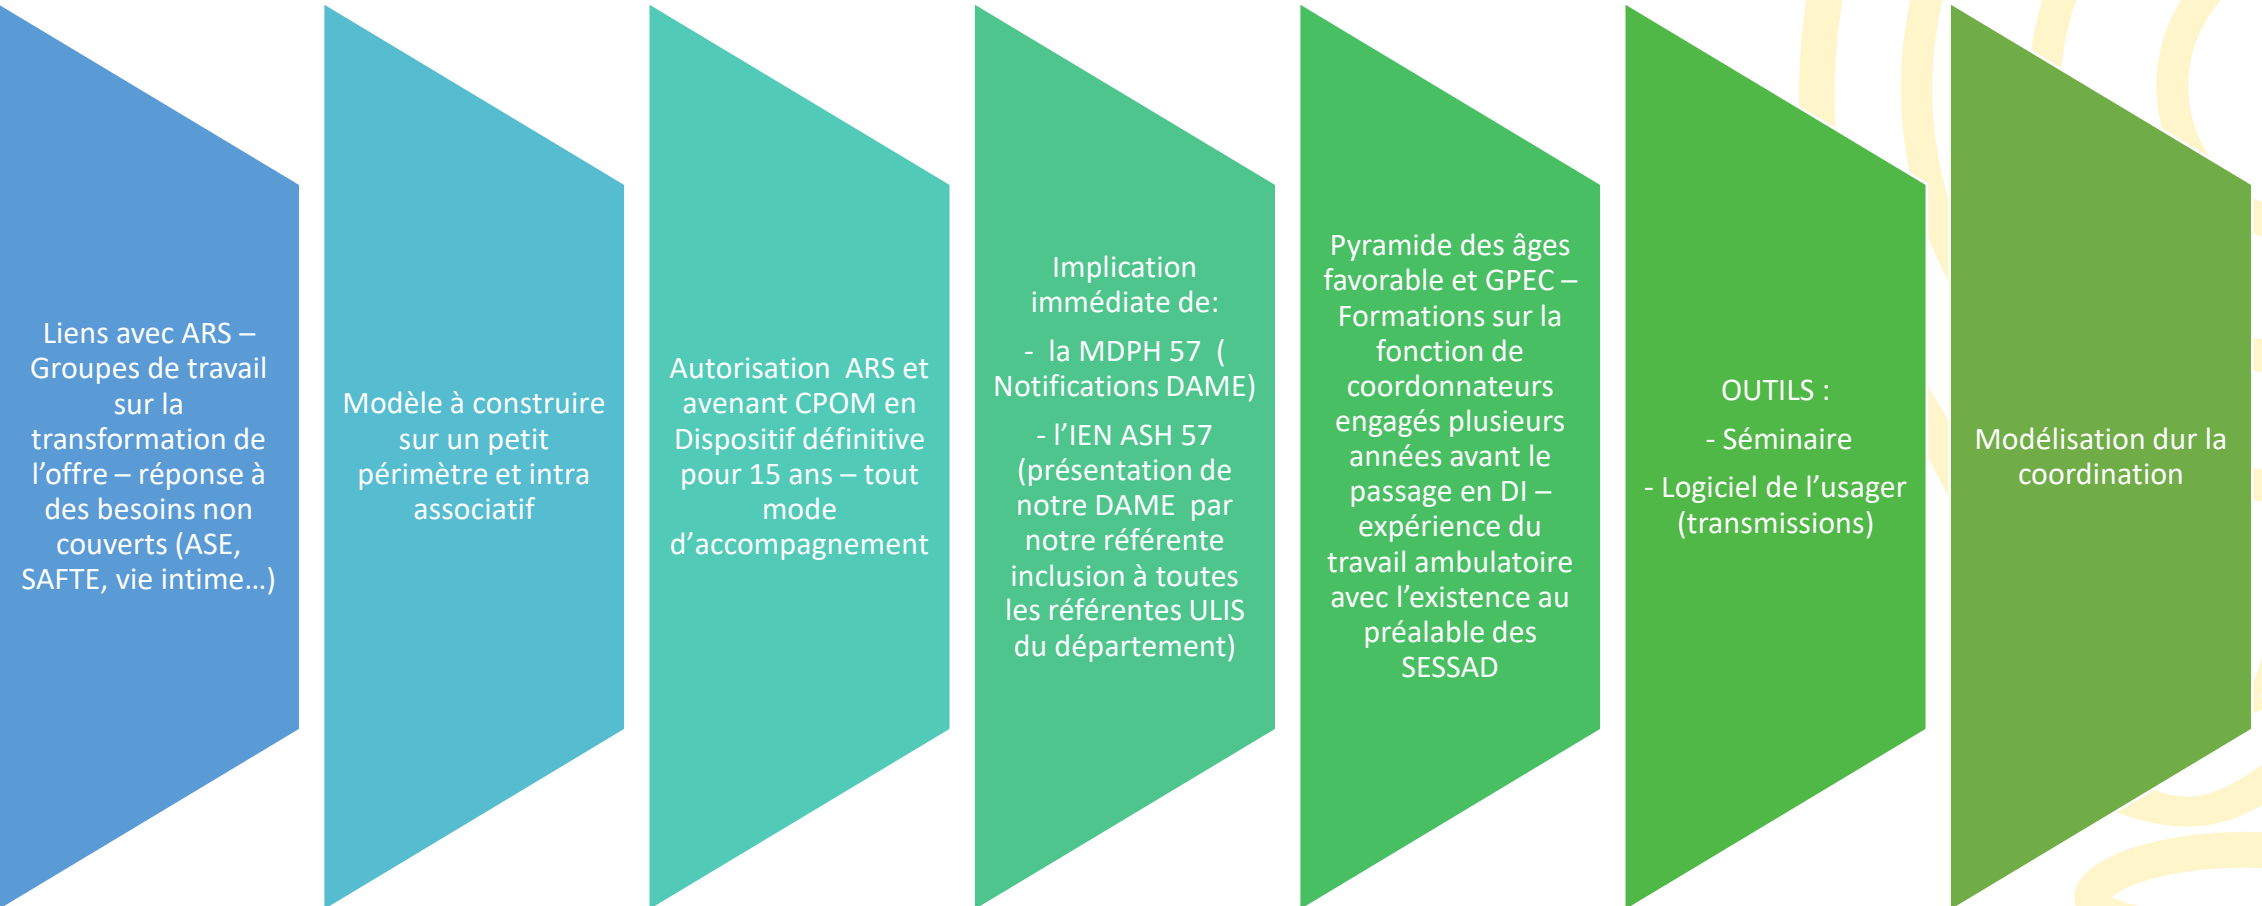 Liens avec ARS –
Groupes de travail
sur la
transformation de
l’offre – réponse à
des besoins non
couverts (ASE,
SAFTE, vie intime…)
Modèle à construire
sur un petit
périmètre et intra
associatif
Autorisation  ARS et
avenant CPOM en
Dispositif définitive
pour 15 ans – tout
mode
d’accompagnement
Implication
immédiate de:
-  la MDPH 57  (
Notifications DAME)
- l’IEN ASH 57
(présentation de
notre DAME  par
notre référente
inclusion à toutes
les référentes ULIS
du département)
Pyramide des âges
favorable et GPEC –
Formations sur la
fonction de
coordonnateurs
engagés plusieurs
années avant le
passage en DI –
expérience du
travail ambulatoire
avec l’existence au
préalable des
SESSAD
OUTILS :
- Séminaire
- Logiciel de l’usager
(transmissions)
Modélisation dur la
coordination